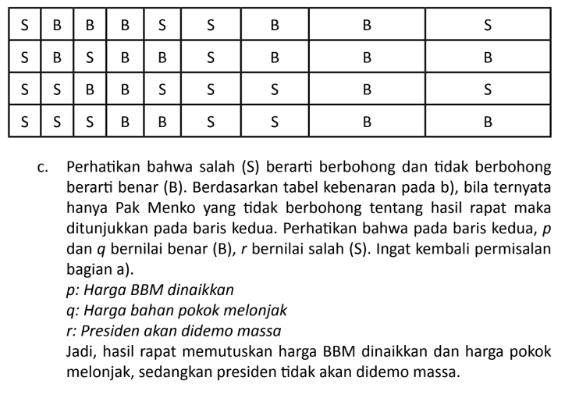 S B B B S S B B S
S B S B B S B B B
S S B B S S S B S
S S S B B S S B B
c. Perhatikan bahwa salah (S) berarti berbohong dan tidak berbohong
berarti benar (B). Berdasarkan tabel kebenaran pada b), bila ternyata
hanya Pak Menko yang tidak berbohong tentang hasil rapat maka
ditunjukkan pada baris kedua. Perhatikan bahwa pada baris kedua, p
dan q bernilai benar (B), r bernilai salah (S). Ingat kembali permisalan
bagian a).
p: Harga BBM dinaikkan
q: Harga bahan pokok melonjak
r: Presiden akan didemo massa
Jadi, hasil rapat memutuskan harga BBM dinaikkan dan harga pokok
melonjak, sedangkan presiden tidak akan didemo massa.